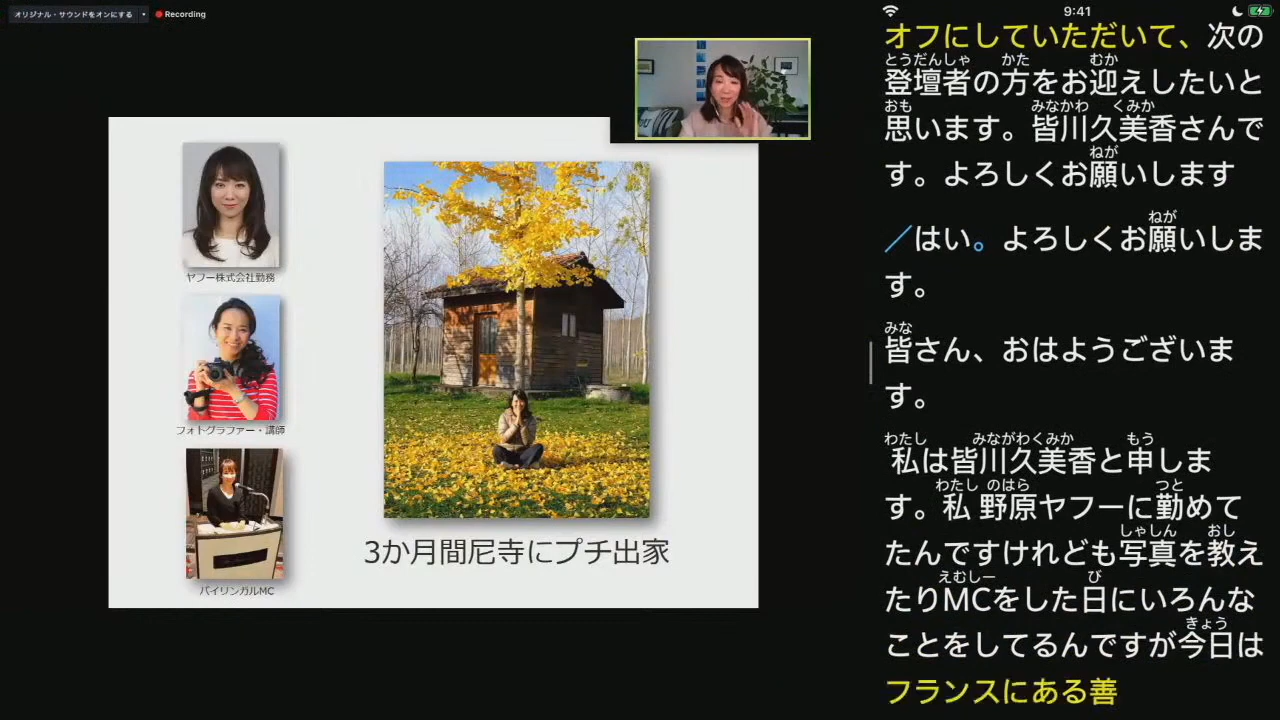 オリジナル・サウンドをオンにする
Recording
ヤフー株式会社勤務
フォトグラファー・講師
バイリンガルMC
3か月間尼寺にプチ出家
9:41
オフにしていただいて、次の
とうだんしゃ かた むか
登壇者の方をお迎えしたいと
おも みなかわ くみか
思います。皆川久美香さんで
ねが
す。よろしくお願いします
ねが
／はい。よろしくお願いしま
す。
みな
皆さん、おはようございま
す。
わたし みながわくみか もう
私は皆川久美香と申しま
わたし のはら つと
す。私 野原ヤフーに勤めて
しゃしん おし
たんですけれども写真を教え
えむしー び
たりMCをした日にいろんな
きょう
ことをしてるんですが今日は
フランスにある善